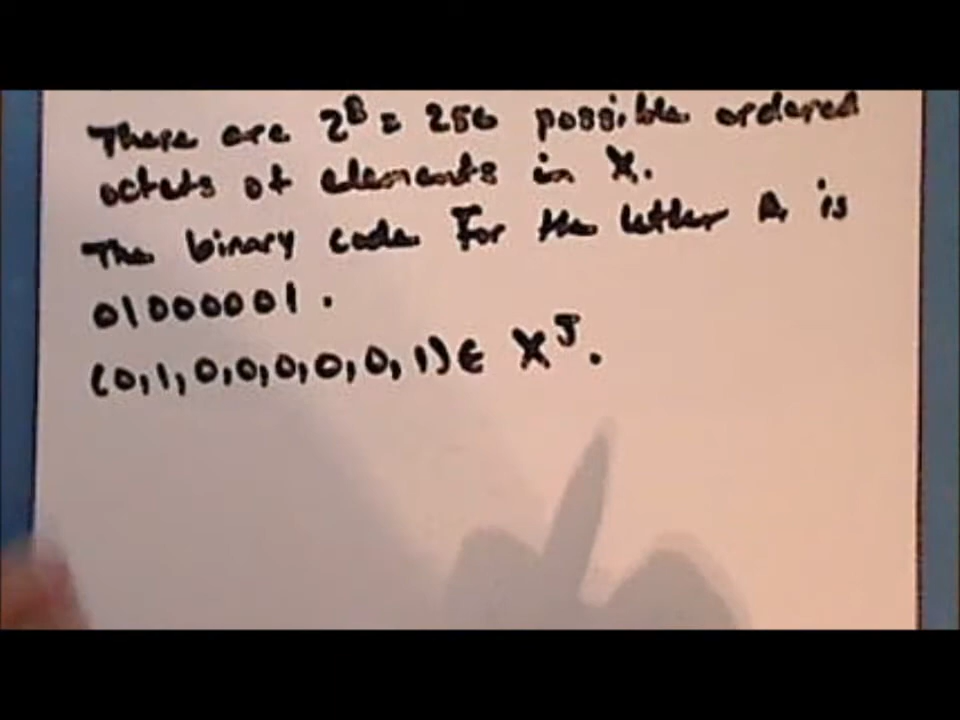 There are 2⁸ = 256 possible ordered
octets of elements in X.
The binary code For the letter A is
01000001.
(0,1,0,0,0,0,0,1)∈ X^J.